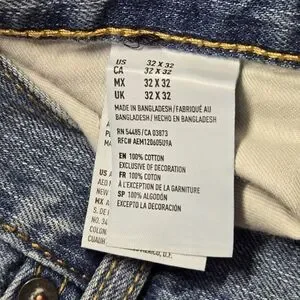 US 32 X 32
CA 32 X 32
MX 32 X 32
UK 32 X 32
MADE IN BANGLADESH/FABRIQUÉ AU
BANGLADESH/HECHO EN BANGLADESH
RN 54485/CA 03873
RFC# AEM120605U9A
EN 100% COTTON
EXCLUSIVE OF DECORATION
FR 100% COTON
À L'EXCEPTION DE LA GARNITURE
SP 100% ALGODÓN
EXCEPTO LA DECORACIÓN